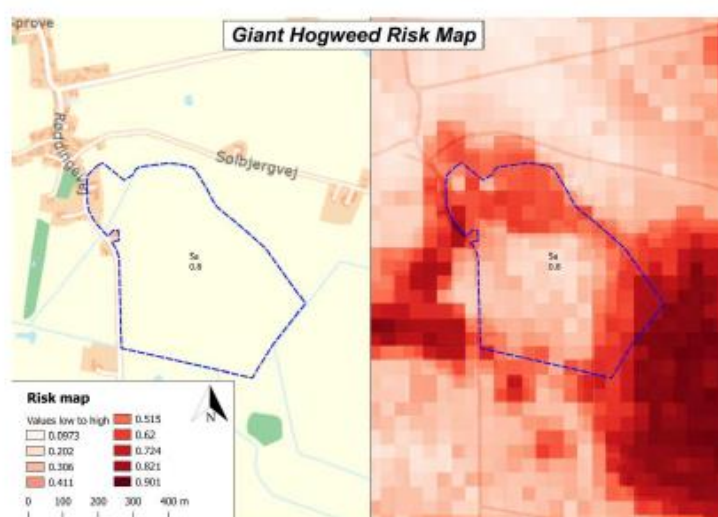 Giant Hogweed Risk Map
sprove
Røddingevej
Solbjergvej
5a
0.8
5a
0.8
Risk map
Values low to high
0.0973
0.202
0.306
0.411
0.515
0.62
0.724
0.821
0.901
N
0 100 200 300 400 m